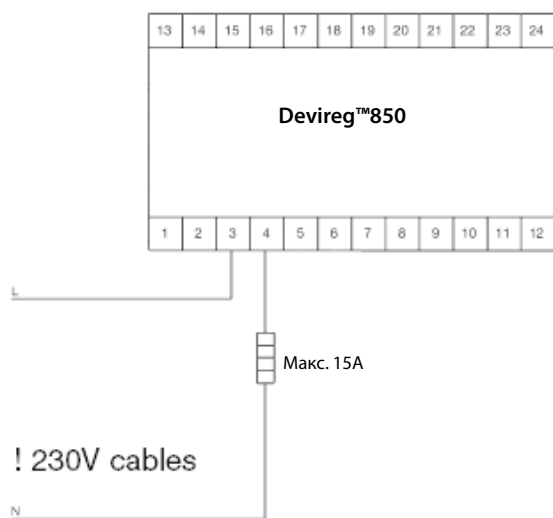 13 14 15 16 17 18 19 20 21 22 23 24
Devireg™850
1 2 3 4 5 6 7 8 9 10 11 12
L
Макс. 15A
! 230V cables
N